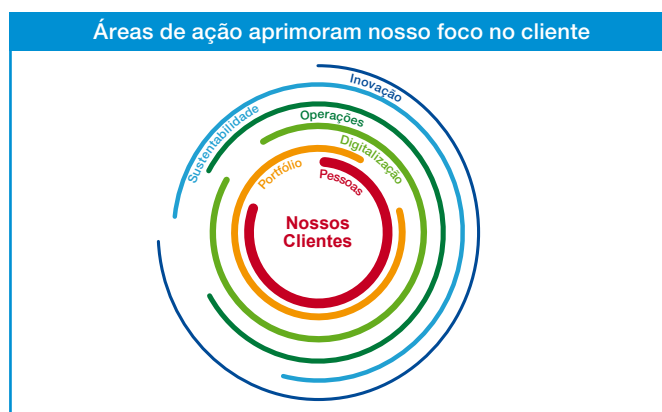 Áreas de ação aprimoram nosso foco no cliente
Inovação
Sustentabilidade
Operações
Digitalização
Portfólio
Pessoas
Nossos
Clientes